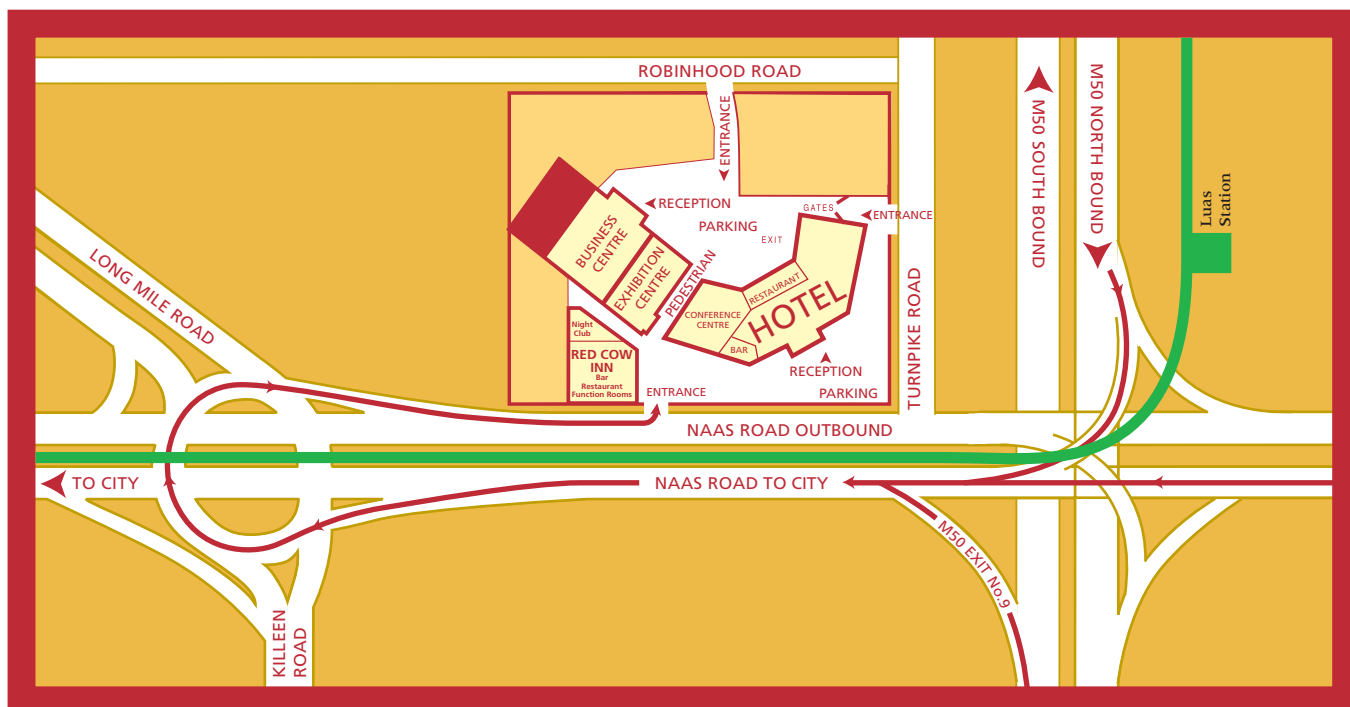 ROBINHOOD ROAD
ENTRANCE
M50 SOUTH BOUND
M50 NORTH BOUND
Luas
Station
RECEPTION
PARKING
EXIT
GATES
ENTRANCE
BUSINESS
CENTRE
EXHIBITION
CENTRE
PEDESTRIAN
CONFERENCE
CENTRE
RESTAURANT
HOTEL
BAR
RECEPTION
PARKING
TURNPIKE ROAD
LONG MILE ROAD
Night
Club
RED COW
INN
Bar
Restaurant
Function Rooms
ENTRANCE
NAAS ROAD OUTBOUND
TO CITY
NAAS ROAD TO CITY
M50 EXIT No.9
KILLEEN
ROAD